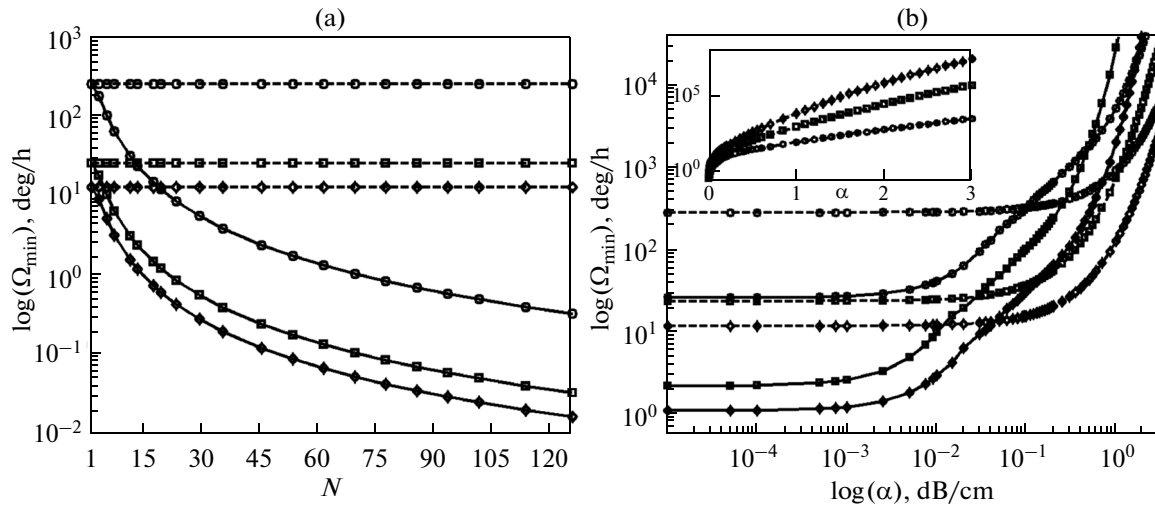 (a)
(b)
log(Ω_min), deg/h
10^3
10^2
10^1
10^0
10^−1
10^−2
1 15 30 45 60 75 90 105 120
N
log(Ω_min), deg/h
10^4
10^3
10^2
10^1
10^0
10^−4 10^−3 10^−2 10^−1 10^0
log(α), dB/cm
10^5
10^0
0 1 α 2 3